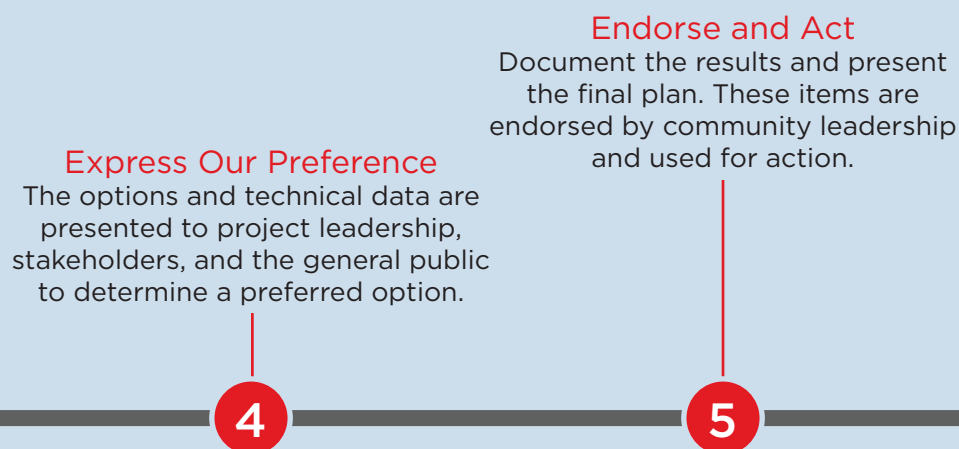 Express Our Preference
The options and technical data are
presented to project leadership,
stakeholders, and the general public
to determine a preferred option.
4
Endorse and Act
Document the results and present
the final plan. These items are
endorsed by community leadership
and used for action.
5